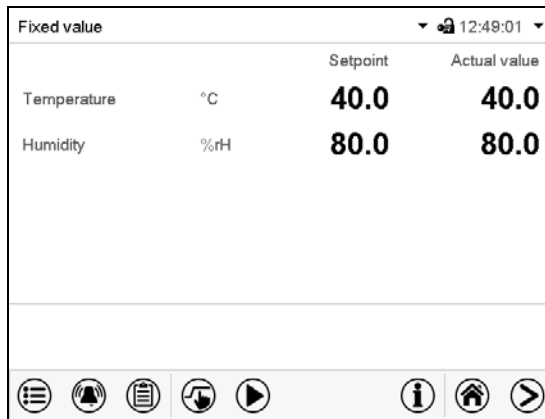 Fixed value 12:49:01
Setpoint Actual value
Temperature °C 40.0 40.0
Humidity %rH 80.0 80.0